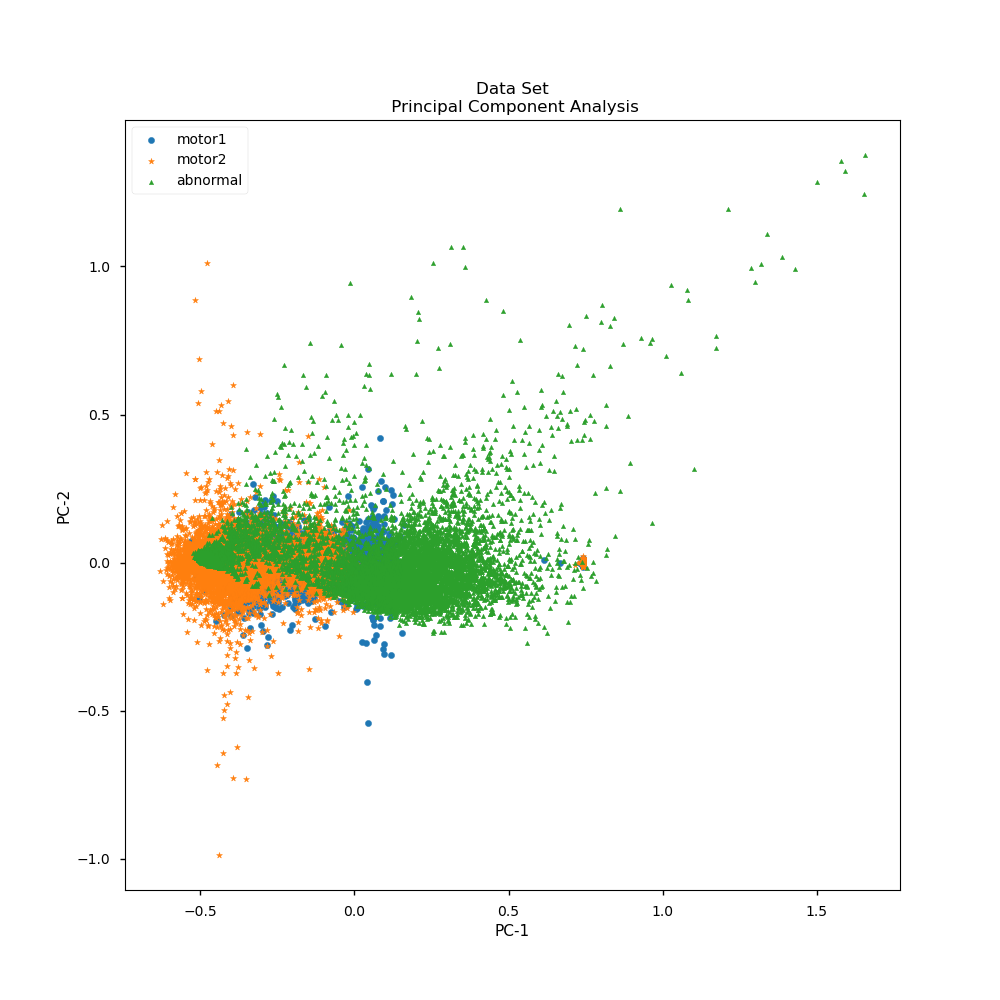 Data Set
Principal Component Analysis
motor1
motor2
abnormal
PC-2
1.0
0.5
0.0
−0.5
−1.0
−0.5
0.0
0.5
1.0
1.5
PC-1